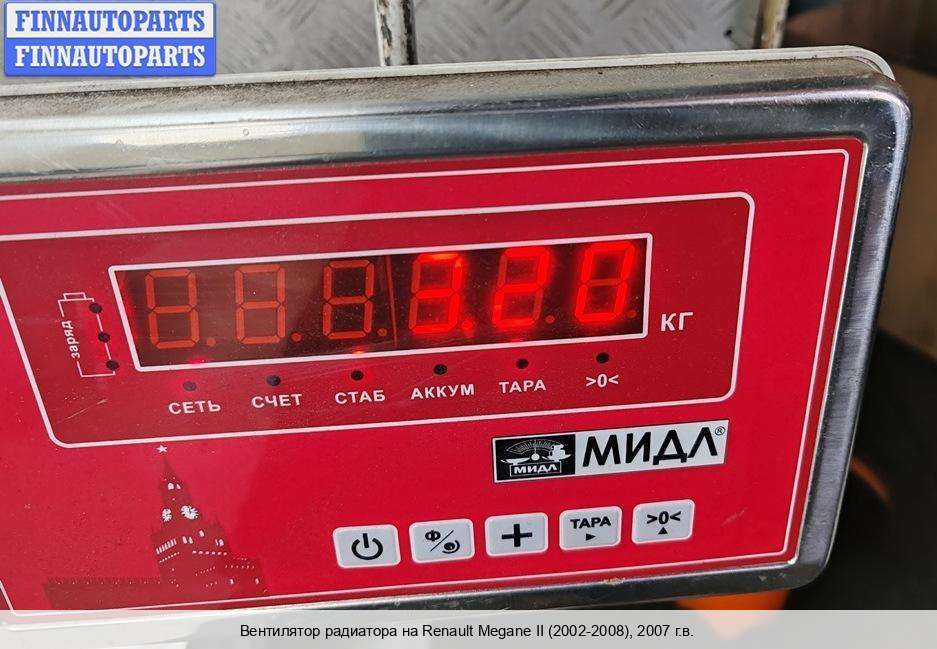 FINNAUTOPARTS
FINNAUTOPARTS
3.20
КГ
заряд
СЕТЬ СЧЕТ СТАБ АККУМ ТАРА >0<
МИДЛ МИДЛ®
Ф/ + ТАРА >0<
Вентилятор радиатора на Renault Megane II (2002-2008), 2007 г.в.